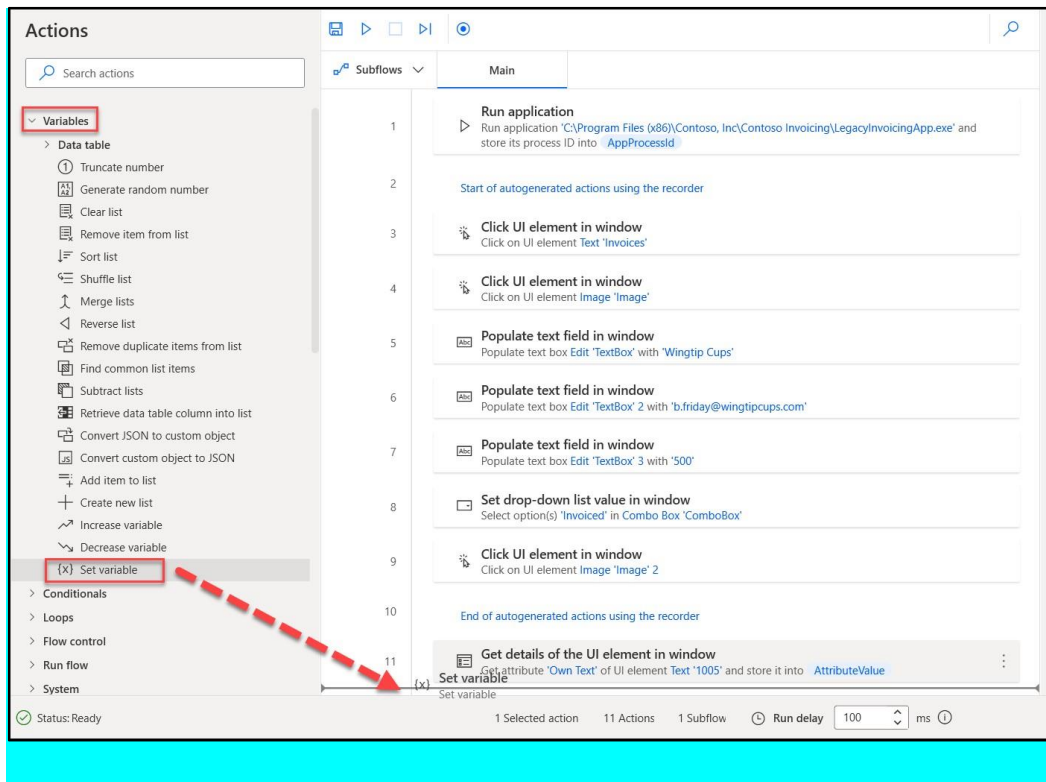 Actions
Search actions
Variables
Data table
Truncate number
Generate random number
Clear list
Remove item from list
Sort list
Shuffle list
Merge lists
Reverse list
Remove duplicate items from list
Find common list items
Subtract lists
Retrieve data table column into list
Convert JSON to custom object
Convert custom object to JSON
Add item to list
Create new list
Increase variable
Decrease variable
{x} Set variable
Conditionals
Loops
Flow control
Run flow
System
Subflows
Main
1
Run application
Run application 'C:\Program Files (x86)\Contoso, Inc\Contoso Invoicing\LegacyInvoicingApp.exe' and
store its process ID into AppProcessId
2
Start of autogenerated actions using the recorder
3
Click UI element in window
Click on UI element Text 'Invoices'
4
Click UI element in window
Click on UI element Image 'Image'
5
Abc
Populate text field in window
Populate text box Edit 'TextBox' with 'Wingtip Cups'
6
Abc
Populate text field in window
Populate text box Edit 'TextBox' 2 with 'b.friday@wingtipcups.com'
7
Abc
Populate text field in window
Populate text box Edit 'TextBox' 3 with '500'
8
Set drop-down list value in window
Select option(s) 'Invoiced' in Combo Box 'ComboBox'
9
Click UI element in window
Click on UI element Image 'Image' 2
10
End of autogenerated actions using the recorder
11
Get details of the UI element in window
Get attribute 'Own Text' of UI element Text '1005' and store it into AttributeValue
{x} Set variable
Set variable
Status: Ready
1 Selected action 11 Actions 1 Subflow Run delay 100 ms